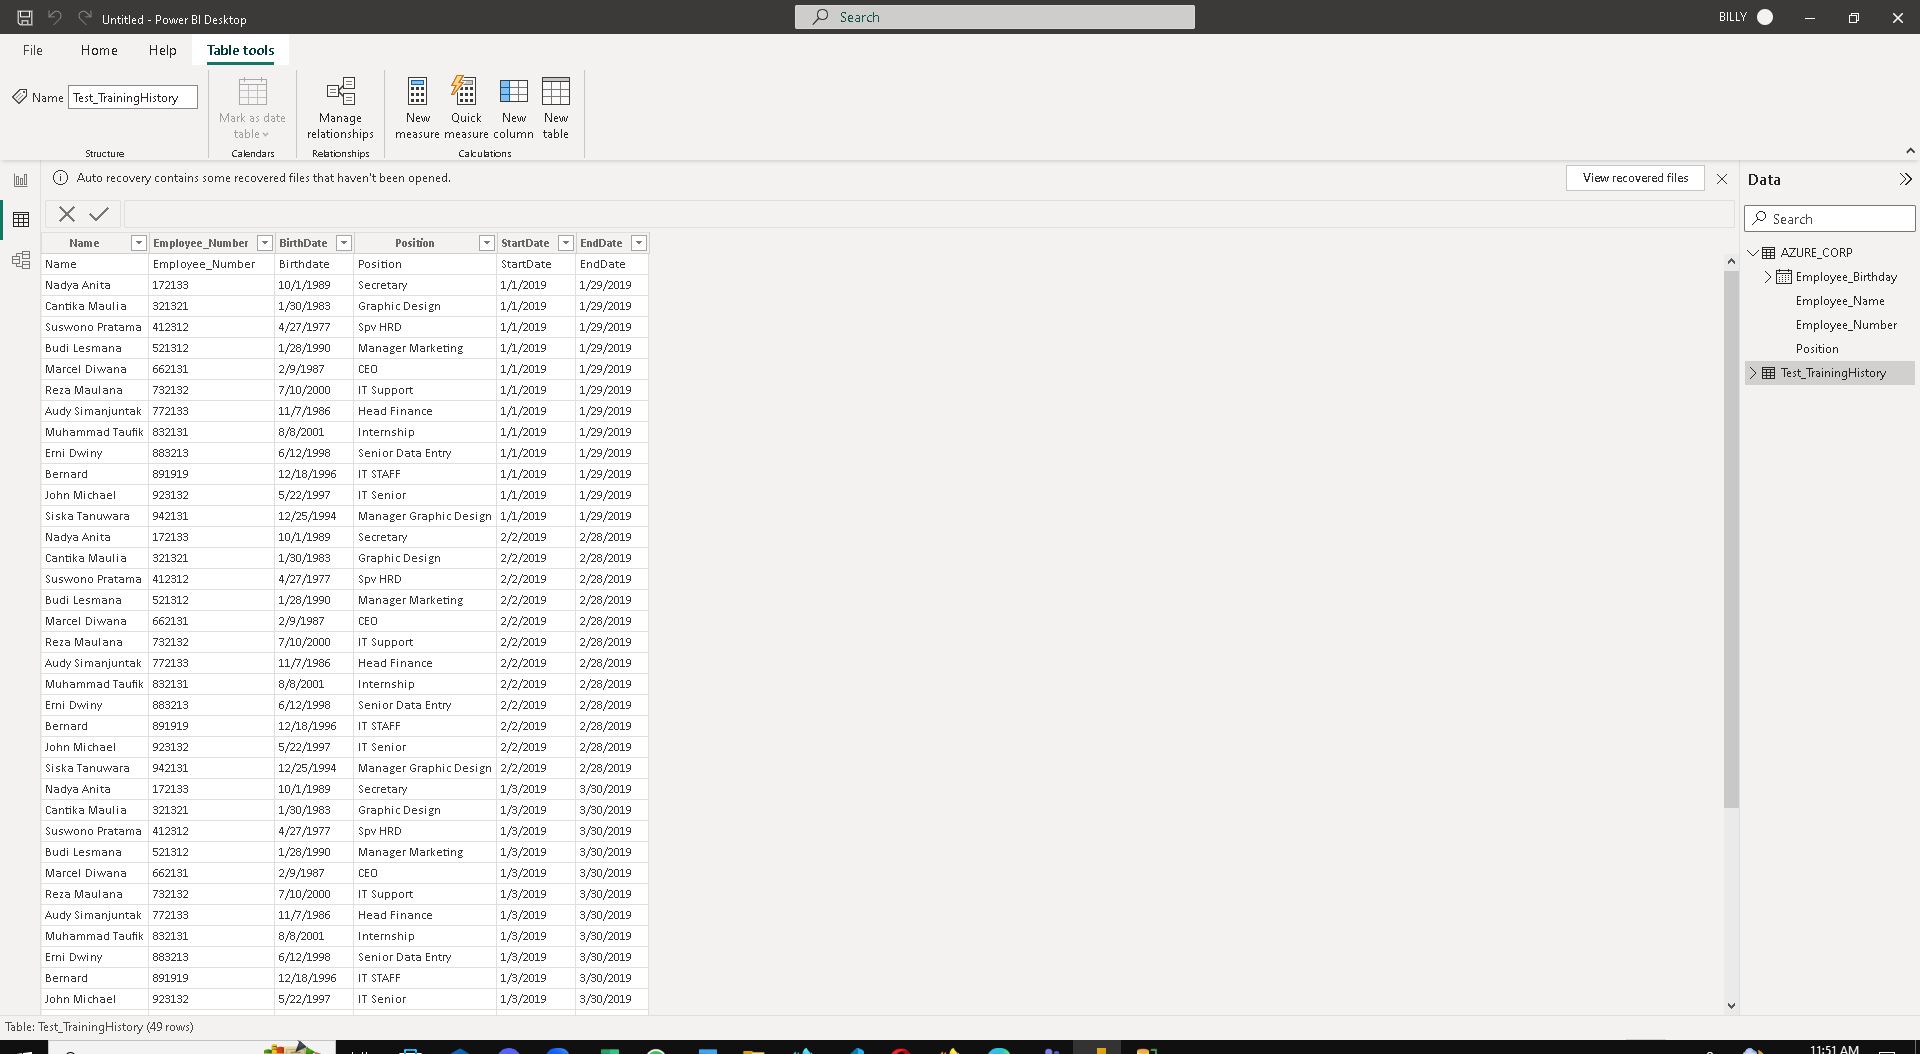 Untitled - Power BI Desktop
Search
BILLY
File Home Help Table tools
Name Test_TrainingHistory
Structure
Mark as date table
Calendars
Manage relationships
Relationships
New measure
Quick measure
New column
New table
Calculations
Auto recovery contains some recovered files that haven't been opened.
View recovered files
Name Employee_Number BirthDate Position StartDate EndDate
Name Employee_Number Birthdate Position StartDate EndDate
Nadya Anita 172133 10/1/1989 Secretary 1/1/2019 1/29/2019
Cantika Maulia 321321 1/30/1983 Graphic Design 1/1/2019 1/29/2019
Suswono Pratama 412312 4/27/1977 Spv HRD 1/1/2019 1/29/2019
Budi Lesmana 521312 1/28/1990 Manager Marketing 1/1/2019 1/29/2019
Marcel Diwana 662131 2/9/1987 CEO 1/1/2019 1/29/2019
Reza Maulana 732132 7/10/2000 IT Support 1/1/2019 1/29/2019
Audy Simanjuntak 772133 11/7/1986 Head Finance 1/1/2019 1/29/2019
Muhammad Taufik 832131 8/8/2001 Internship 1/1/2019 1/29/2019
Erni Dwiny 883213 6/12/1998 Senior Data Entry 1/1/2019 1/29/2019
Bernard 891919 12/18/1996 IT STAFF 1/1/2019 1/29/2019
John Michael 923132 5/22/1997 IT Senior 1/1/2019 1/29/2019
Siska Tanuwara 942131 12/25/1994 Manager Graphic Design 1/1/2019 1/29/2019
Nadya Anita 172133 10/1/1989 Secretary 2/2/2019 2/28/2019
Cantika Maulia 321321 1/30/1983 Graphic Design 2/2/2019 2/28/2019
Suswono Pratama 412312 4/27/1977 Spv HRD 2/2/2019 2/28/2019
Budi Lesmana 521312 1/28/1990 Manager Marketing 2/2/2019 2/28/2019
Marcel Diwana 662131 2/9/1987 CEO 2/2/2019 2/28/2019
Reza Maulana 732132 7/10/2000 IT Support 2/2/2019 2/28/2019
Audy Simanjuntak 772133 11/7/1986 Head Finance 2/2/2019 2/28/2019
Muhammad Taufik 832131 8/8/2001 Internship 2/2/2019 2/28/2019
Erni Dwiny 883213 6/12/1998 Senior Data Entry 2/2/2019 2/28/2019
Bernard 891919 12/18/1996 IT STAFF 2/2/2019 2/28/2019
John Michael 923132 5/22/1997 IT Senior 2/2/2019 2/28/2019
Siska Tanuwara 942131 12/25/1994 Manager Graphic Design 2/2/2019 2/28/2019
Nadya Anita 172133 10/1/1989 Secretary 1/3/2019 3/30/2019
Cantika Maulia 321321 1/30/1983 Graphic Design 1/3/2019 3/30/2019
Suswono Pratama 412312 4/27/1977 Spv HRD 1/3/2019 3/30/2019
Budi Lesmana 521312 1/28/1990 Manager Marketing 1/3/2019 3/30/2019
Marcel Diwana 662131 2/9/1987 CEO 1/3/2019 3/30/2019
Reza Maulana 732132 7/10/2000 IT Support 1/3/2019 3/30/2019
Audy Simanjuntak 772133 11/7/1986 Head Finance 1/3/2019 3/30/2019
Muhammad Taufik 832131 8/8/2001 Internship 1/3/2019 3/30/2019
Erni Dwiny 883213 6/12/1998 Senior Data Entry 1/3/2019 3/30/2019
Bernard 891919 12/18/1996 IT STAFF 1/3/2019 3/30/2019
John Michael 923132 5/22/1997 IT Senior 1/3/2019 3/30/2019
Data
Search
AZURE_CORP
Employee_Birthday
Employee_Name
Employee_Number
Position
Test_TrainingHistory
Table: Test_TrainingHistory (49 rows)
11:51 AM